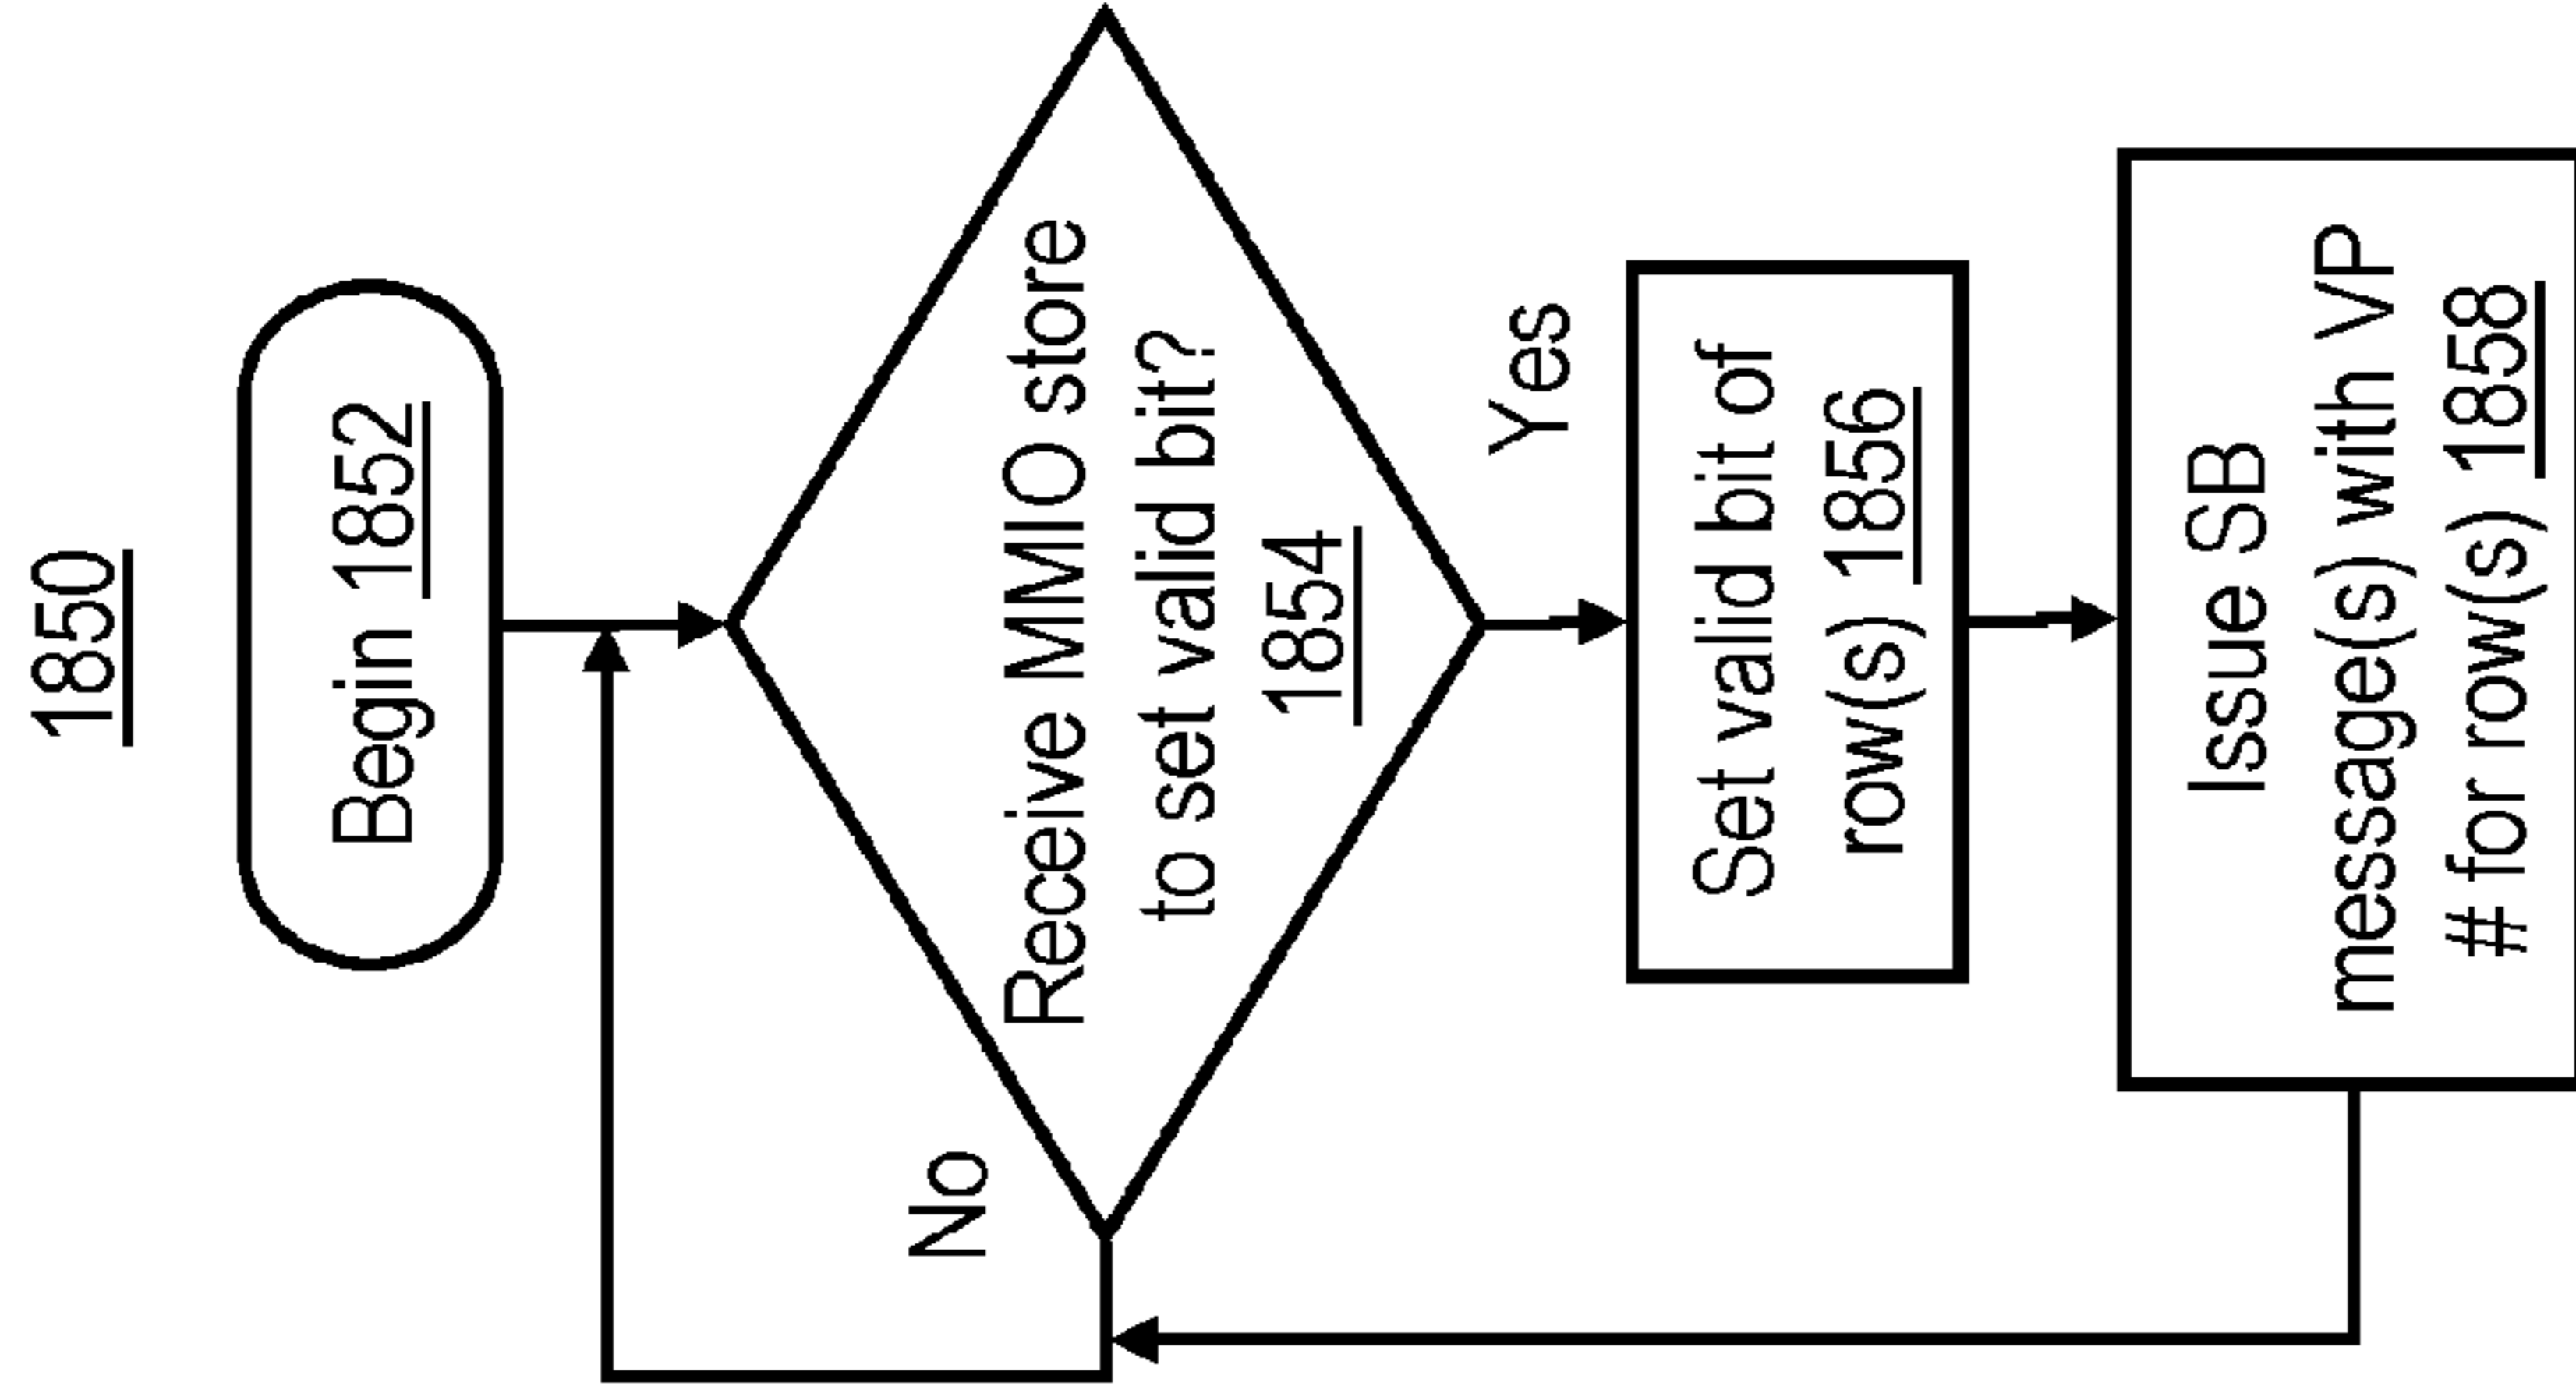 1850
Begin 1852
Receive MMIO store
to set valid bit?
1854
No
Yes
Set valid bit of
row(s) 1856
Issue SB
message(s) with VP
# for row(s) 1858